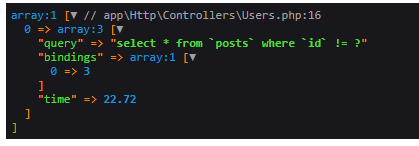 array:1 [▼ // app\Http\Controllers\Users.php:16
  0 => array:3 [▼
    "query" => "select * from `posts` where `id` != ?"
    "bindings" => array:1 [▼
      0 => 3
    ]
    "time" => 22.72
  ]
]